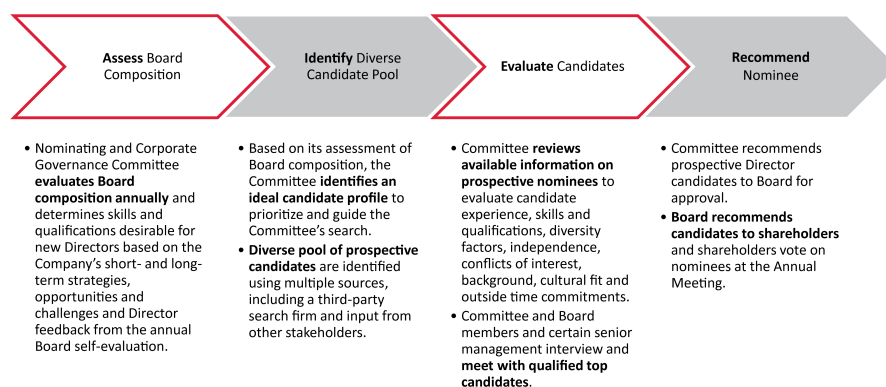 Assess Board
Composition
Identify Diverse
Candidate Pool
Evaluate Candidates
Recommend
Nominee
• Nominating and Corporate
Governance Committee
evaluates Board
composition annually and
determines skills and
qualifications desirable for
new Directors based on the
Company's short- and long-
term strategies,
opportunities and
challenges and Director
feedback from the annual
Board self-evaluation.
• Based on its assessment of
Board composition, the
Committee identifies an
ideal candidate profile to
prioritize and guide the
Committee's search.
• Diverse pool of prospective
candidates are identified
using multiple sources,
including a third-party
search firm and input from
other stakeholders.
• Committee reviews
available information on
prospective nominees to
evaluate candidate
experience, skills and
qualifications, diversity
factors, independence,
conflicts of interest,
background, cultural fit and
outside time commitments.
• Committee and Board
members and certain senior
management interview and
meet with qualified top
candidates.
• Committee recommends
prospective Director
candidates to Board for
approval.
• Board recommends
candidates to shareholders
and shareholders vote on
nominees at the Annual
Meeting.